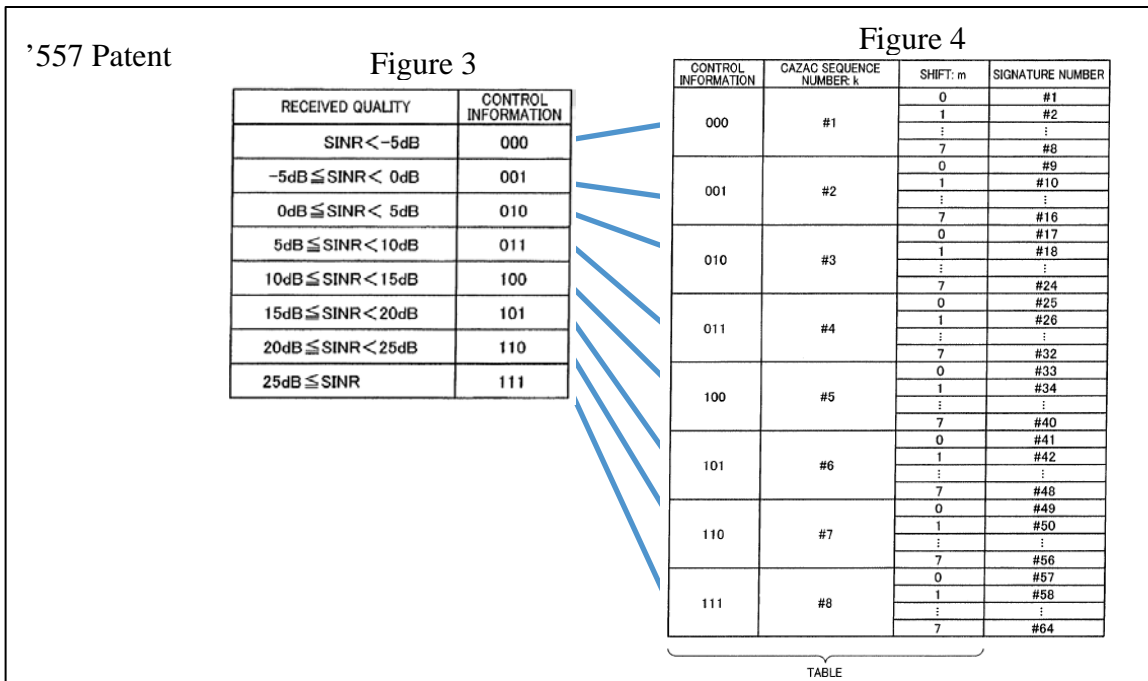 ’557 Patent
Figure 3
RECEIVED QUALITY CONTROL INFORMATION
SINR<-5dB 000
-5dB≦SINR< 0dB 001
0dB≦SINR< 5dB 010
5dB≦SINR<10dB 011
10dB≦SINR<15dB 100
15dB≦SINR<20dB 101
20dB≦SINR<25dB 110
25dB≦SINR 111
Figure 4
CONTROL INFORMATION CAZAC SEQUENCE NUMBER: k SHIFT: m SIGNATURE NUMBER
000 #1 0 #1
1 #2
⋮ ⋮
7 #8
001 #2 0 #9
1 #10
⋮ ⋮
7 #16
010 #3 0 #17
1 #18
⋮ ⋮
7 #24
011 #4 0 #25
1 #26
⋮ ⋮
7 #32
100 #5 0 #33
1 #34
⋮ ⋮
7 #40
101 #6 0 #41
1 #42
⋮ ⋮
7 #48
110 #7 0 #49
1 #50
⋮ ⋮
7 #56
111 #8 0 #57
1 #58
⋮ ⋮
7 #64
TABLE